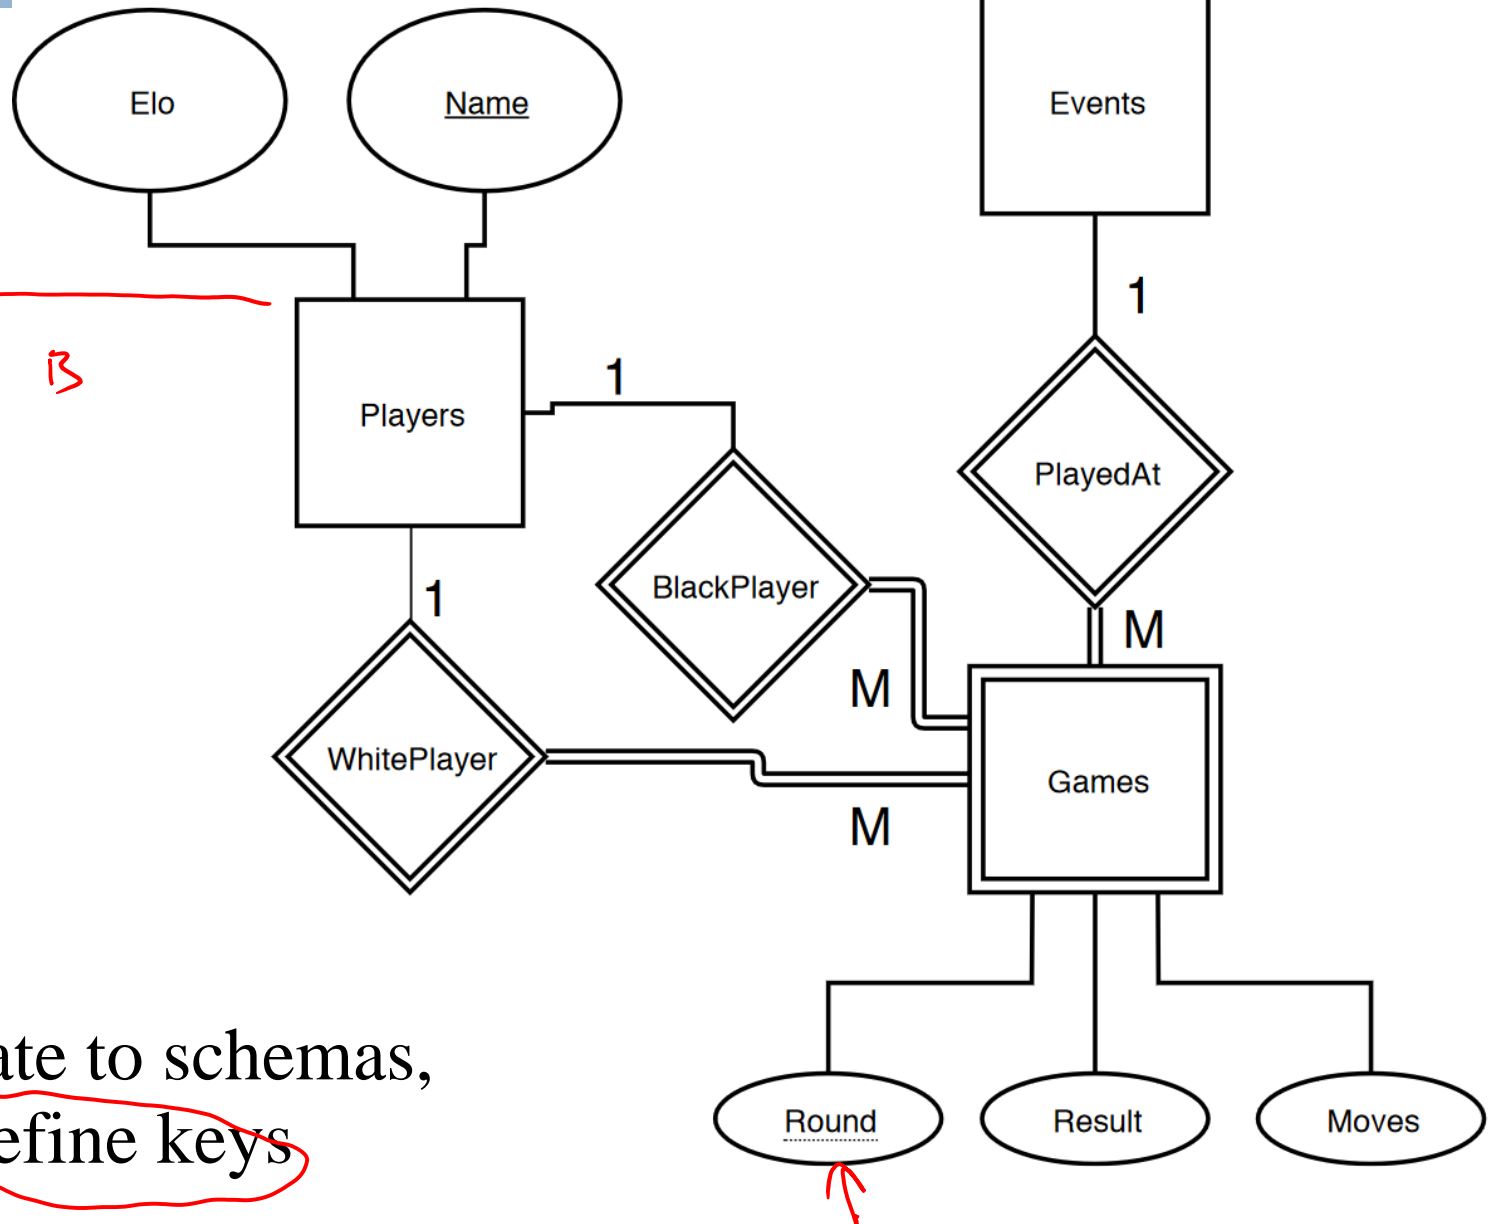 Elo
Name
Events
1
B
1
Players
PlayedAt
BlackPlayer
1
M
M
WhitePlayer
Games
M
ate to schemas,
efine keys
Round
Result
Moves